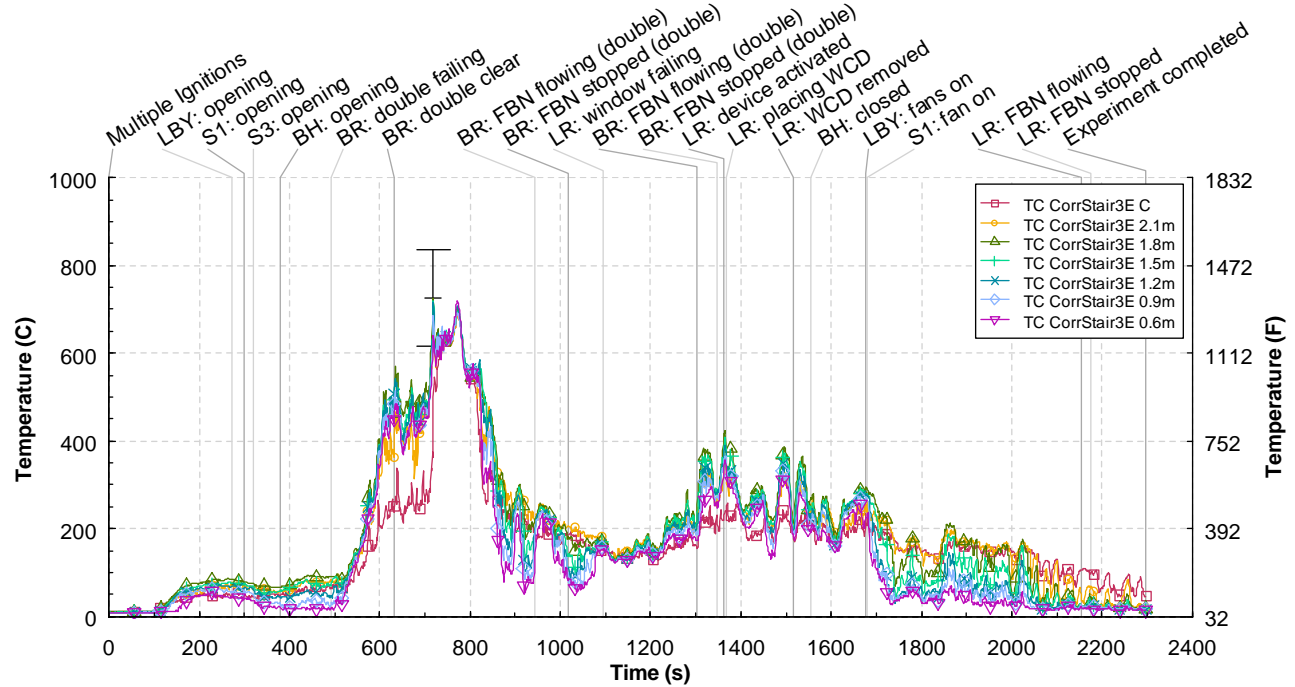 Multiple Ignitions
LBY: opening
S1: opening
S3: opening
BH: opening
BR: double failing
BR: double clear
BR: FBN flowing (double)
BR: FBN stopped (double)
LR: window failing
BR: FBN flowing (double)
BR: FBN stopped (double)
LR: device activated
LR: placing WCD
LR: WCD removed
BH: closed
LBY: fans on
S1: fan on
LR: FBN flowing
LR: FBN stopped
Experiment completed
1000
800
600
400
200
0
Temperature (C)
1832
1472
1112
752
392
32
Temperature (F)
TC CorrStair3E C
TC CorrStair3E 2.1m
TC CorrStair3E 1.8m
TC CorrStair3E 1.5m
TC CorrStair3E 1.2m
TC CorrStair3E 0.9m
TC CorrStair3E 0.6m
0 200 400 600 800 1000 1200 1400 1600 1800 2000 2200 2400
Time (s)